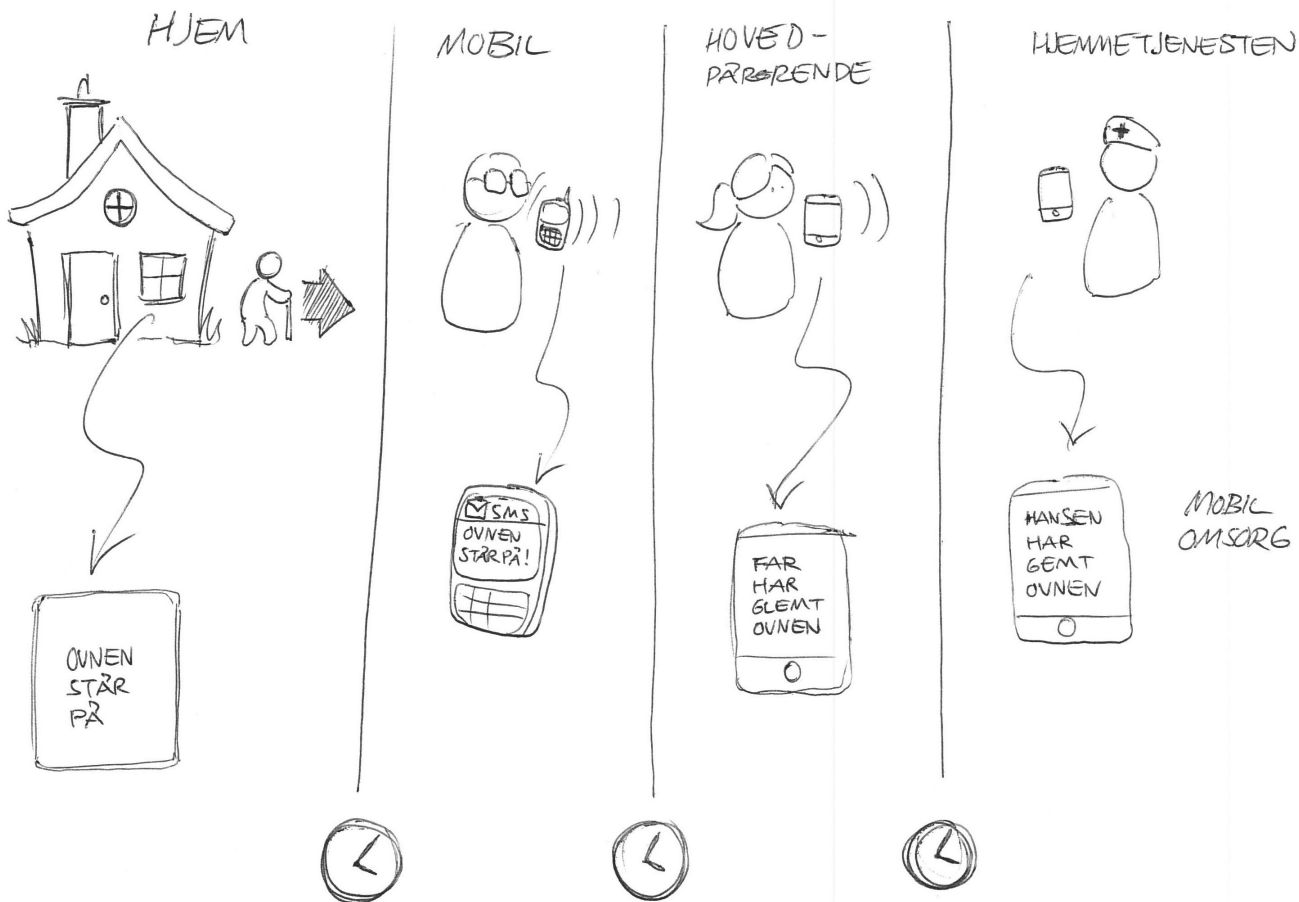 HJEM
MOBIL
HOVED-
PÅRØRENDE
HJEMMETJENESTEN
SMS
OVNEN
STÅR PÅ!
OVNEN
STÅR
PÅ
FAR
HAR
GLEMT
OVNEN
HANSEN
HAR
GEMT
OVNEN
MOBIL
OMSORG